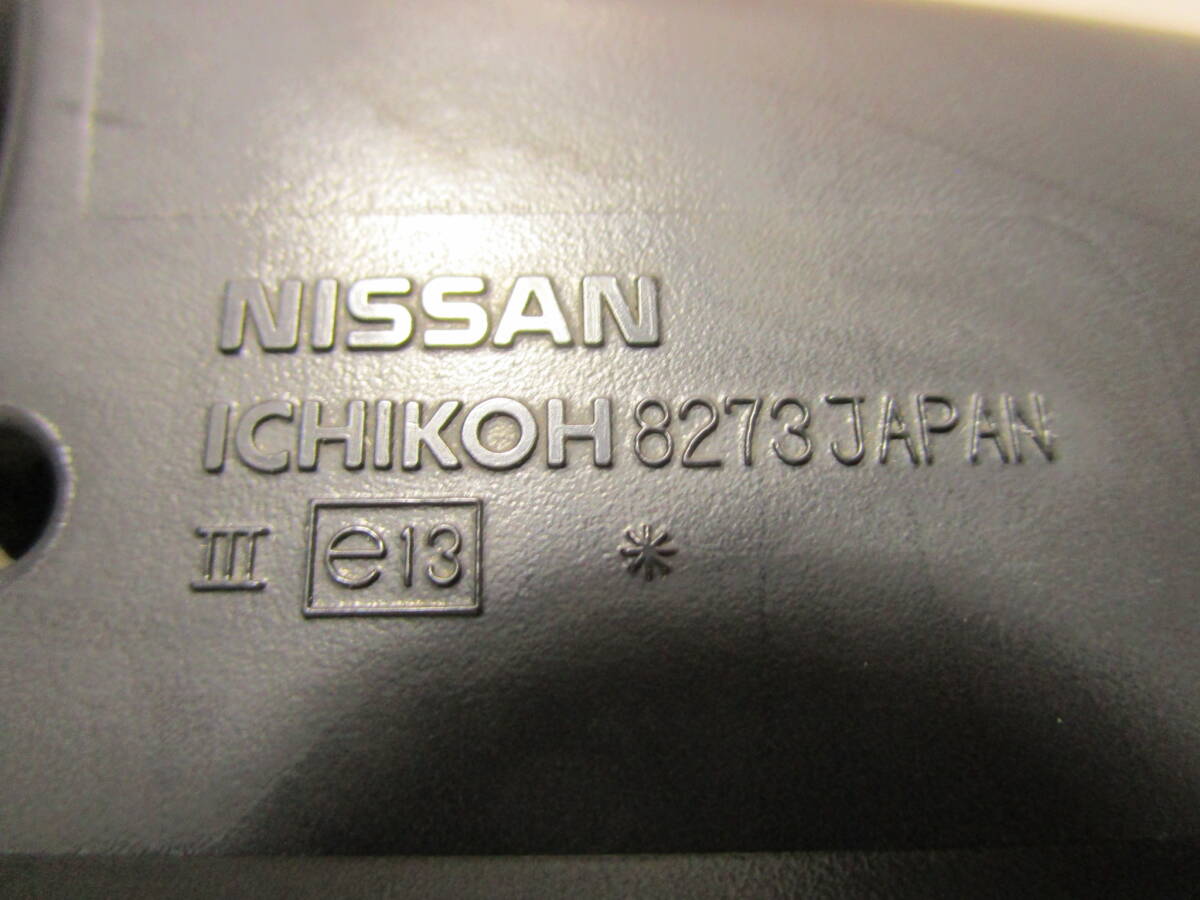 NISSAN
ICHIKOH 8273 JAPAN
III e13 *